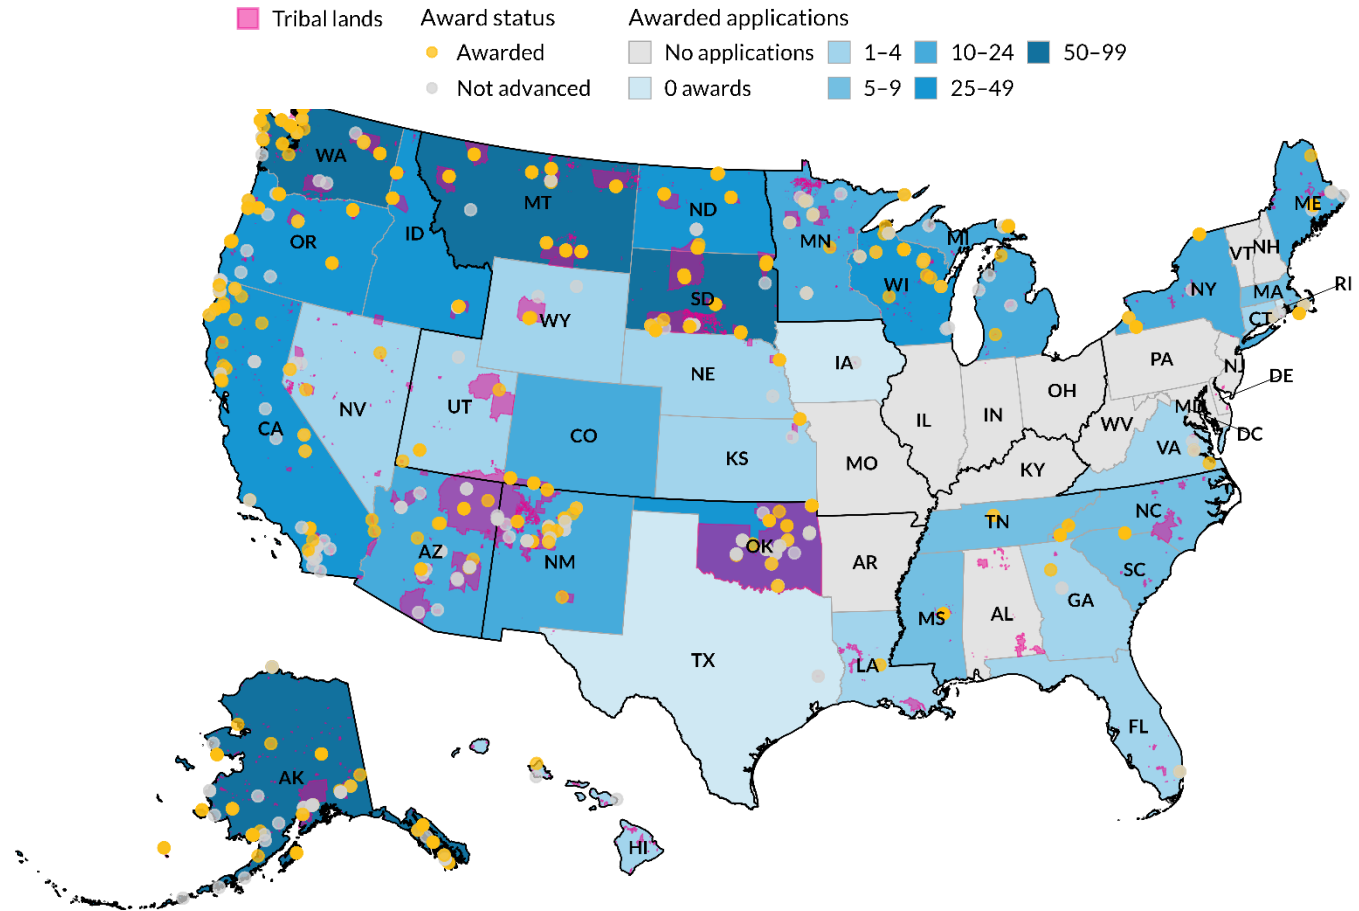 Tribal lands Award status Awarded applications
Awarded No applications 1–4 10–24 50–99
Not advanced 0 awards 5–9 25–49
WA
MT
ND
MN
MI
ME
VT
NH
OR
ID
SD
WI
NY
MA
RI
CT
WY
IA
PA
NJ
NE
DE
NV
UT
CA
CO
KS
MO
IL
IN
OH
WV
MD
DC
VA
KY
TN
NC
AZ
NM
OK
AR
SC
MS
AL
GA
TX
LA
FL
AK
HI